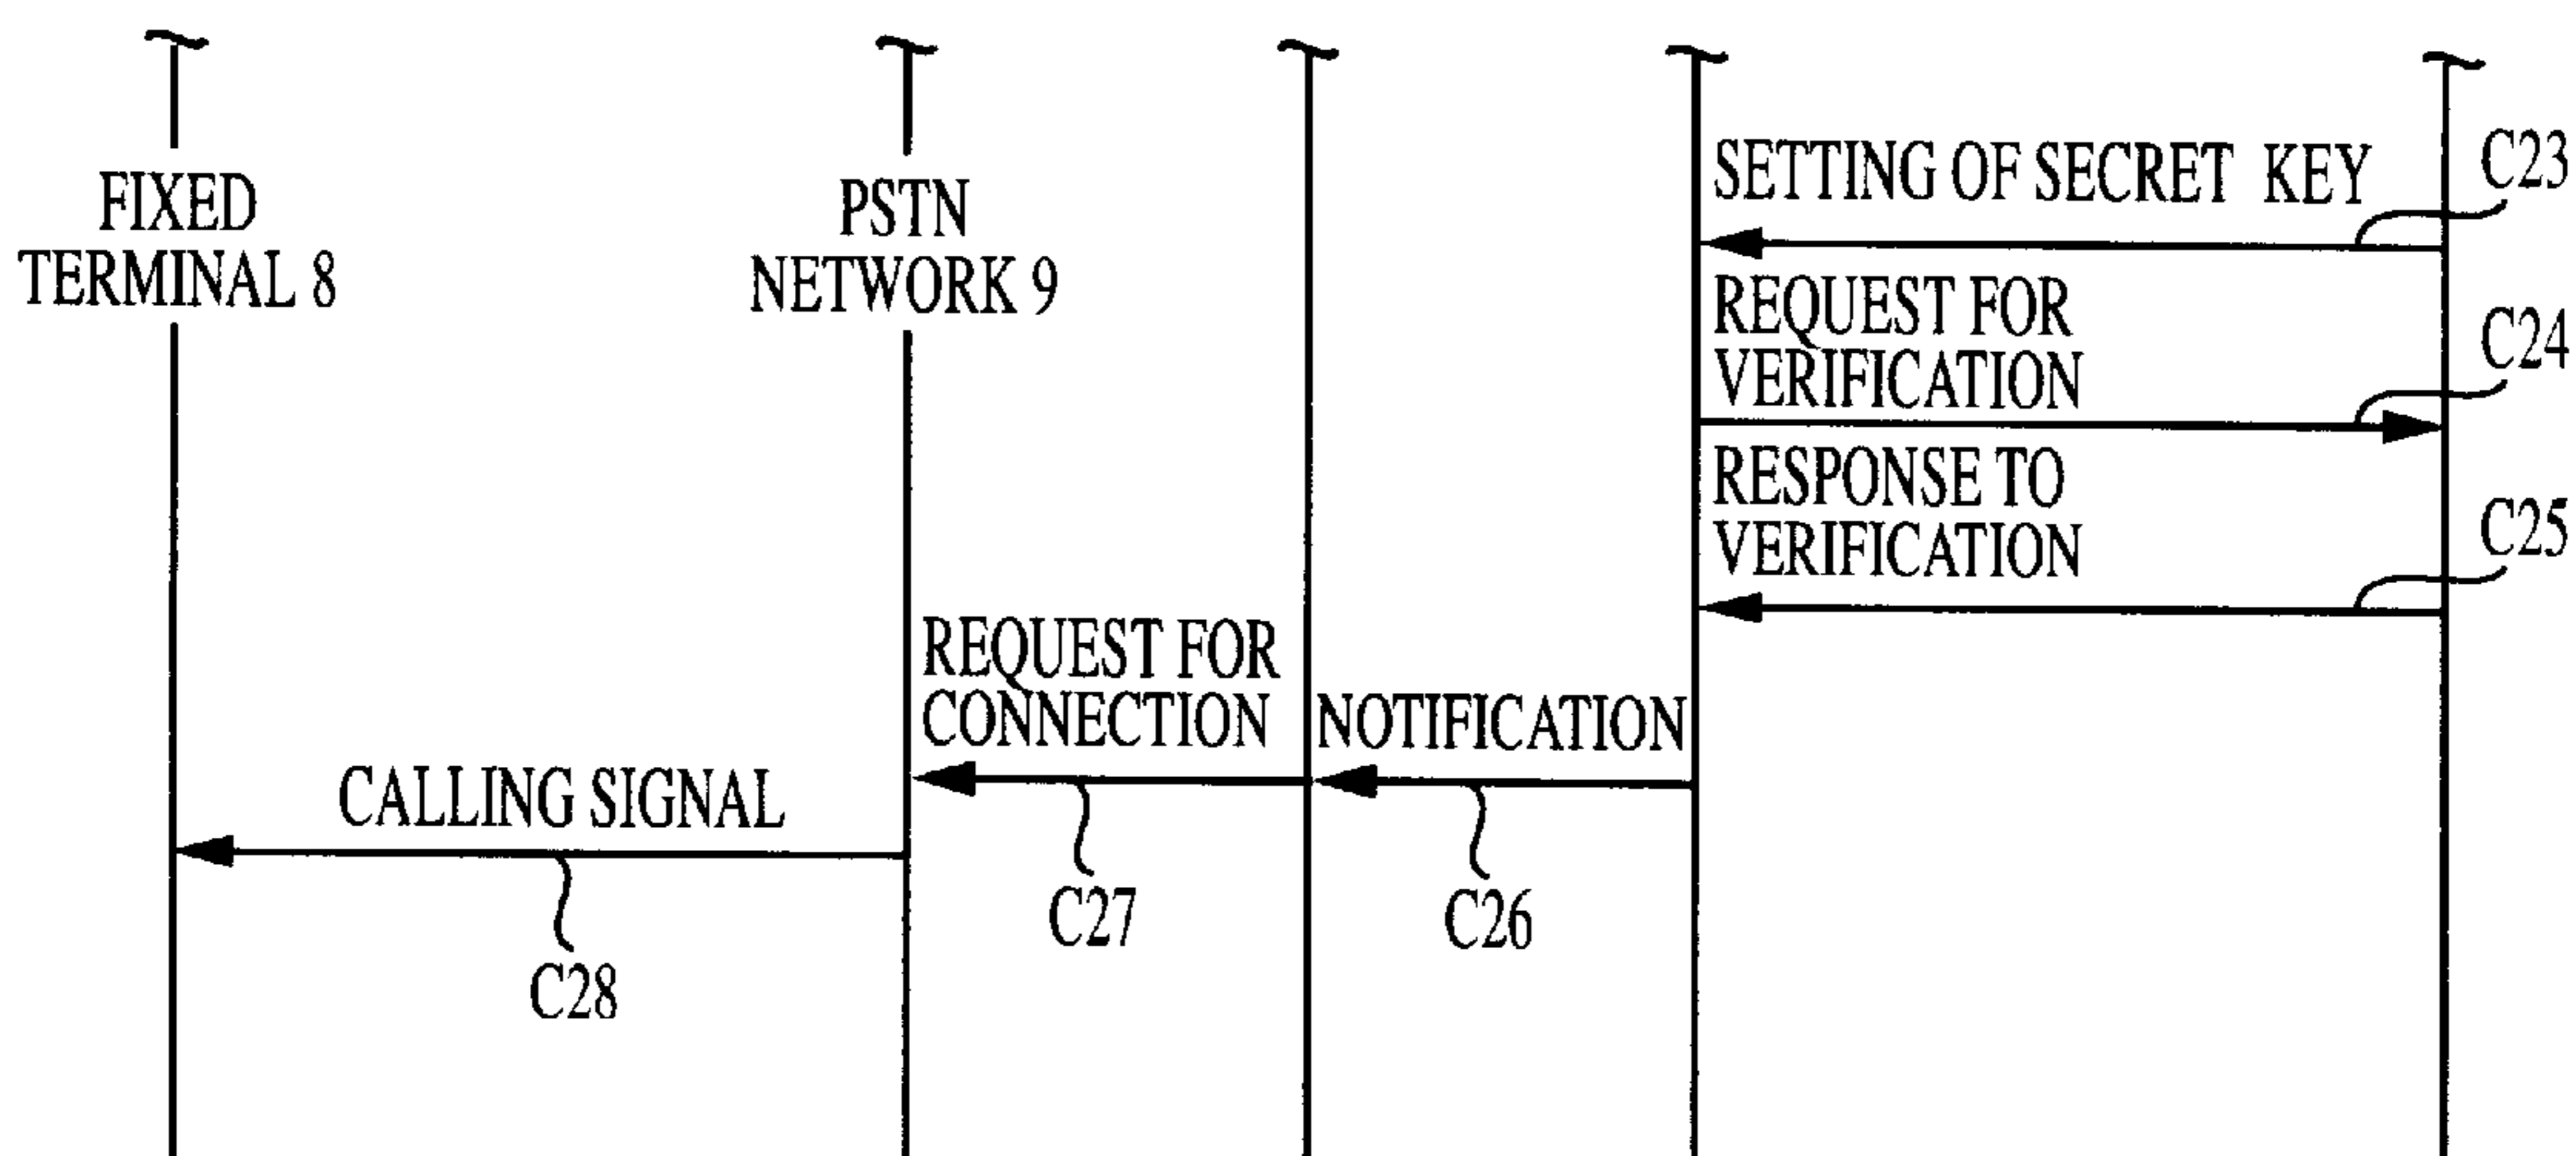 FIXED
TERMINAL 8
PSTN
NETWORK 9
SETTING OF SECRET KEY
C23
REQUEST FOR
VERIFICATION
C24
RESPONSE TO
VERIFICATION
C25
REQUEST FOR
CONNECTION
NOTIFICATION
CALLING SIGNAL
C27
C26
C28